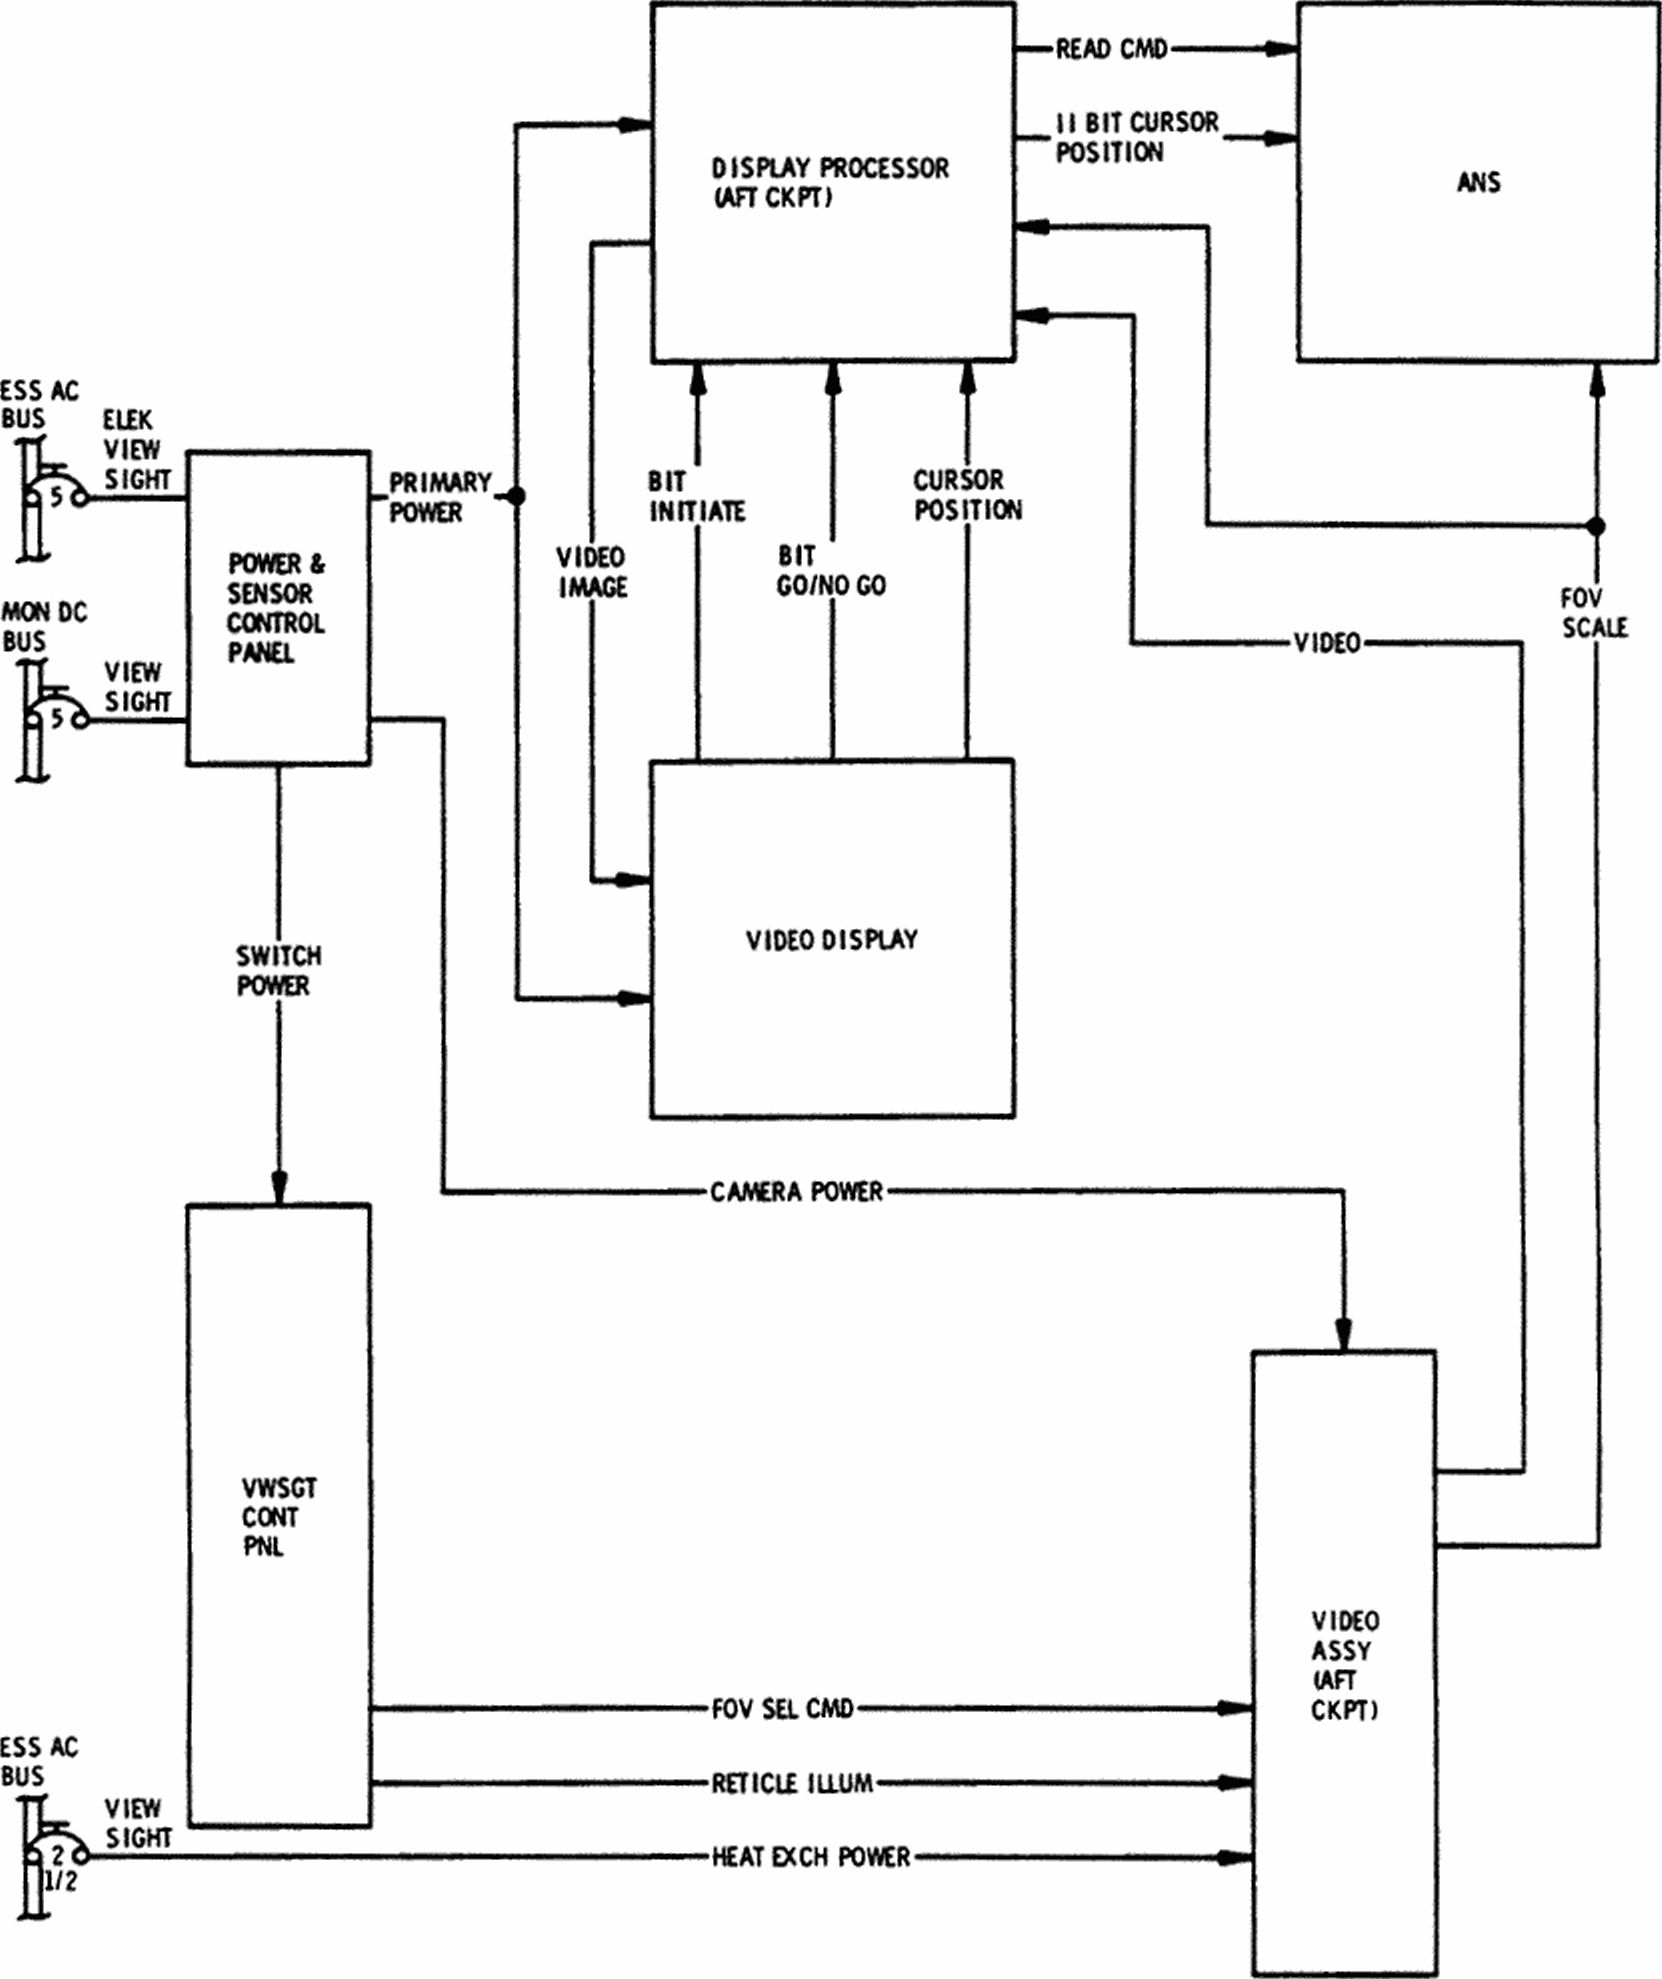 READ CMD
11 BIT CURSOR
POSITION
DISPLAY PROCESSOR
(AFT CKPT)
ANS
ESS AC
BUS
ELEK
VIEW
SIGHT
5
PRIMARY
POWER
BIT
INITIATE
CURSOR
POSITION
VIDEO
IMAGE
BIT
GO/NO GO
POWER &
SENSOR
CONTROL
PANEL
FOV
SCALE
MON DC
BUS
VIEW
SIGHT
5
VIDEO
VIDEO DISPLAY
SWITCH
POWER
CAMERA POWER
VWSGT
CONT
PNL
VIDEO
ASSY
(AFT
CKPT)
FOV SEL CMD
RETICLE ILLUM
ESS AC
BUS
VIEW
SIGHT
2
1/2
HEAT EXCH POWER